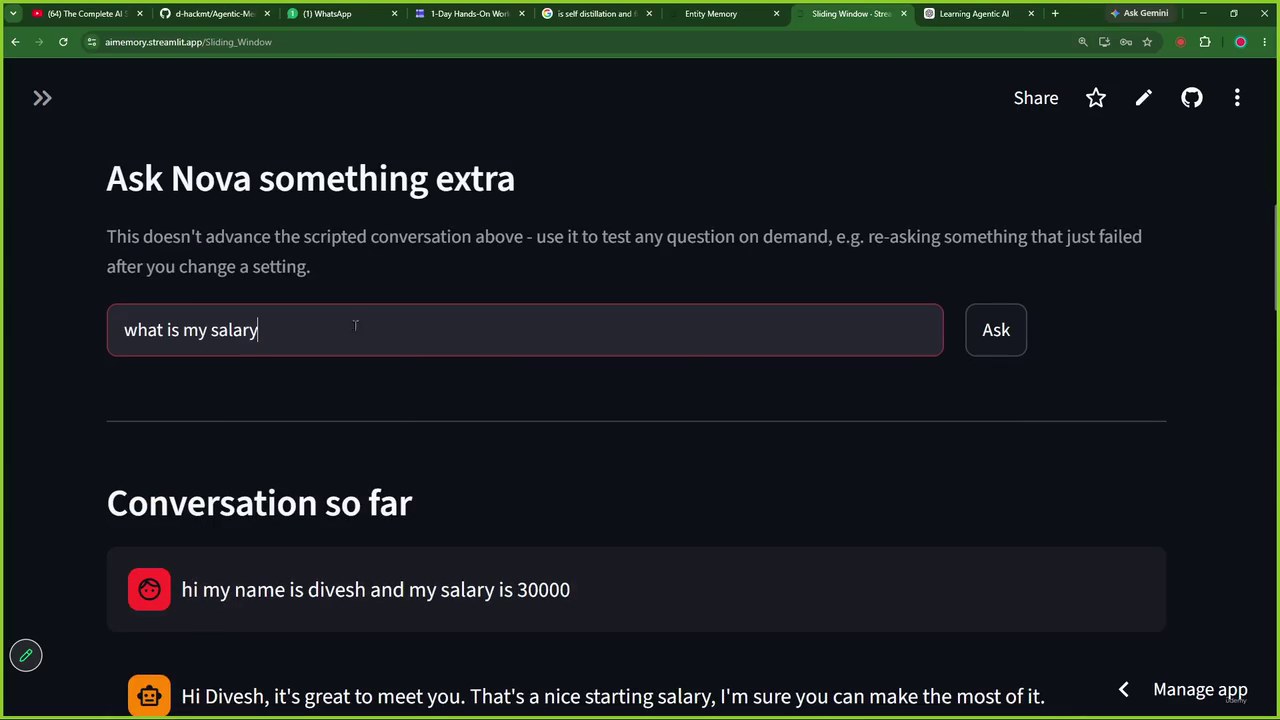 (64) The Complete AI S
d-hackmt/Agentic-Me
(1) WhatsApp
1-Day Hands-On Wor
is self distillation and
Entity Memory
Sliding Window - Strea
Learning Agentic AI
Ask Gemini
aimemory.streamlit.app/Sliding_Window
Share
Ask Nova something extra
This doesn't advance the scripted conversation above - use it to test any question on demand, e.g. re-asking something that just failed
after you change a setting.
what is my salary
Ask
Conversation so far
hi my name is divesh and my salary is 30000
Hi Divesh, it's great to meet you. That's a nice starting salary, I'm sure you can make the most of it.
Manage app
udemy